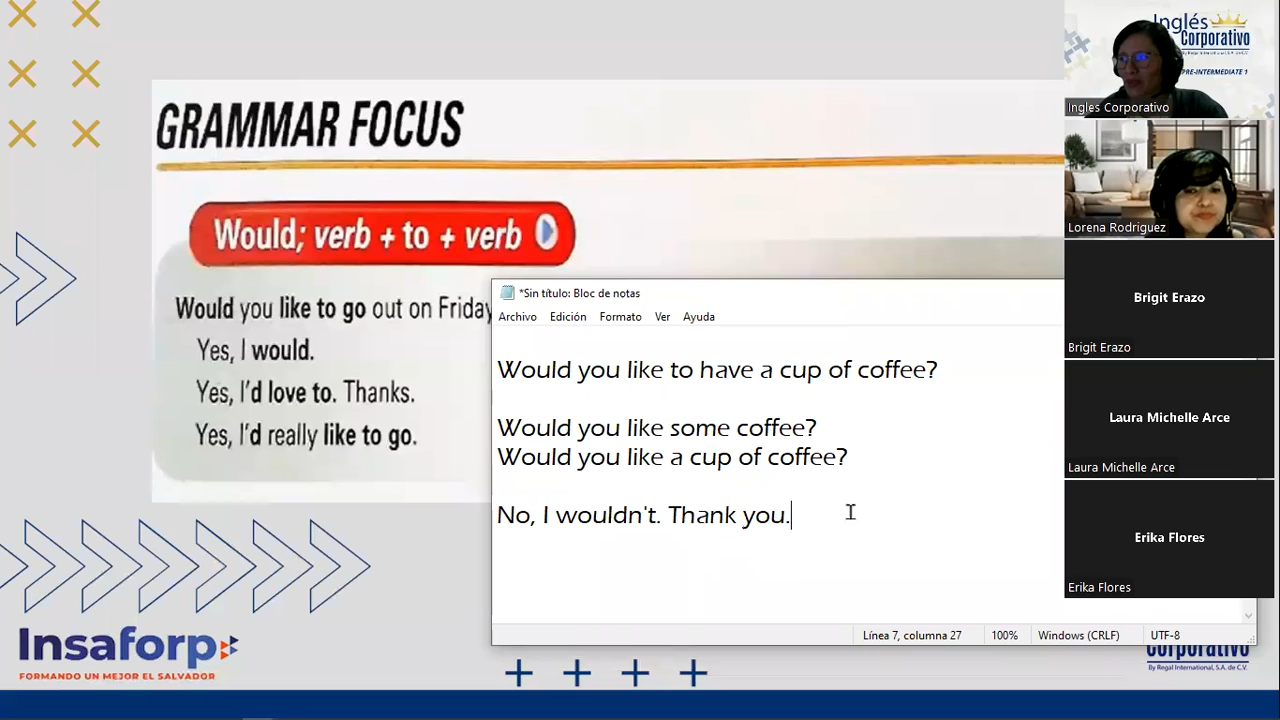 GRAMMAR FOCUS
Would; verb + to + verb
Would you like to go out on Friday
Yes, I would.
Yes, I'd love to. Thanks.
Yes, I'd really like to go.
*Sin título: Bloc de notas
Archivo Edición Formato Ver Ayuda
Would you like to have a cup of coffee?
Would you like some coffee?
Would you like a cup of coffee?
No, I wouldn't. Thank you.
Línea 7, columna 27 100% Windows (CRLF) UTF-8
Insaforp
FORMANDO UN MEJOR EL SALVADOR
Corporativo
By Regal International, S.A. de C.V.
Inglés
Corporativo
By Regal International, S.A. de C.V.
PRE-INTERMEDIATE 1
Ingles Corporativo
Lorena Rodriguez
Brigit Erazo
Brigit Erazo
Laura Michelle Arce
Laura Michelle Arce
Erika Flores
Erika Flores